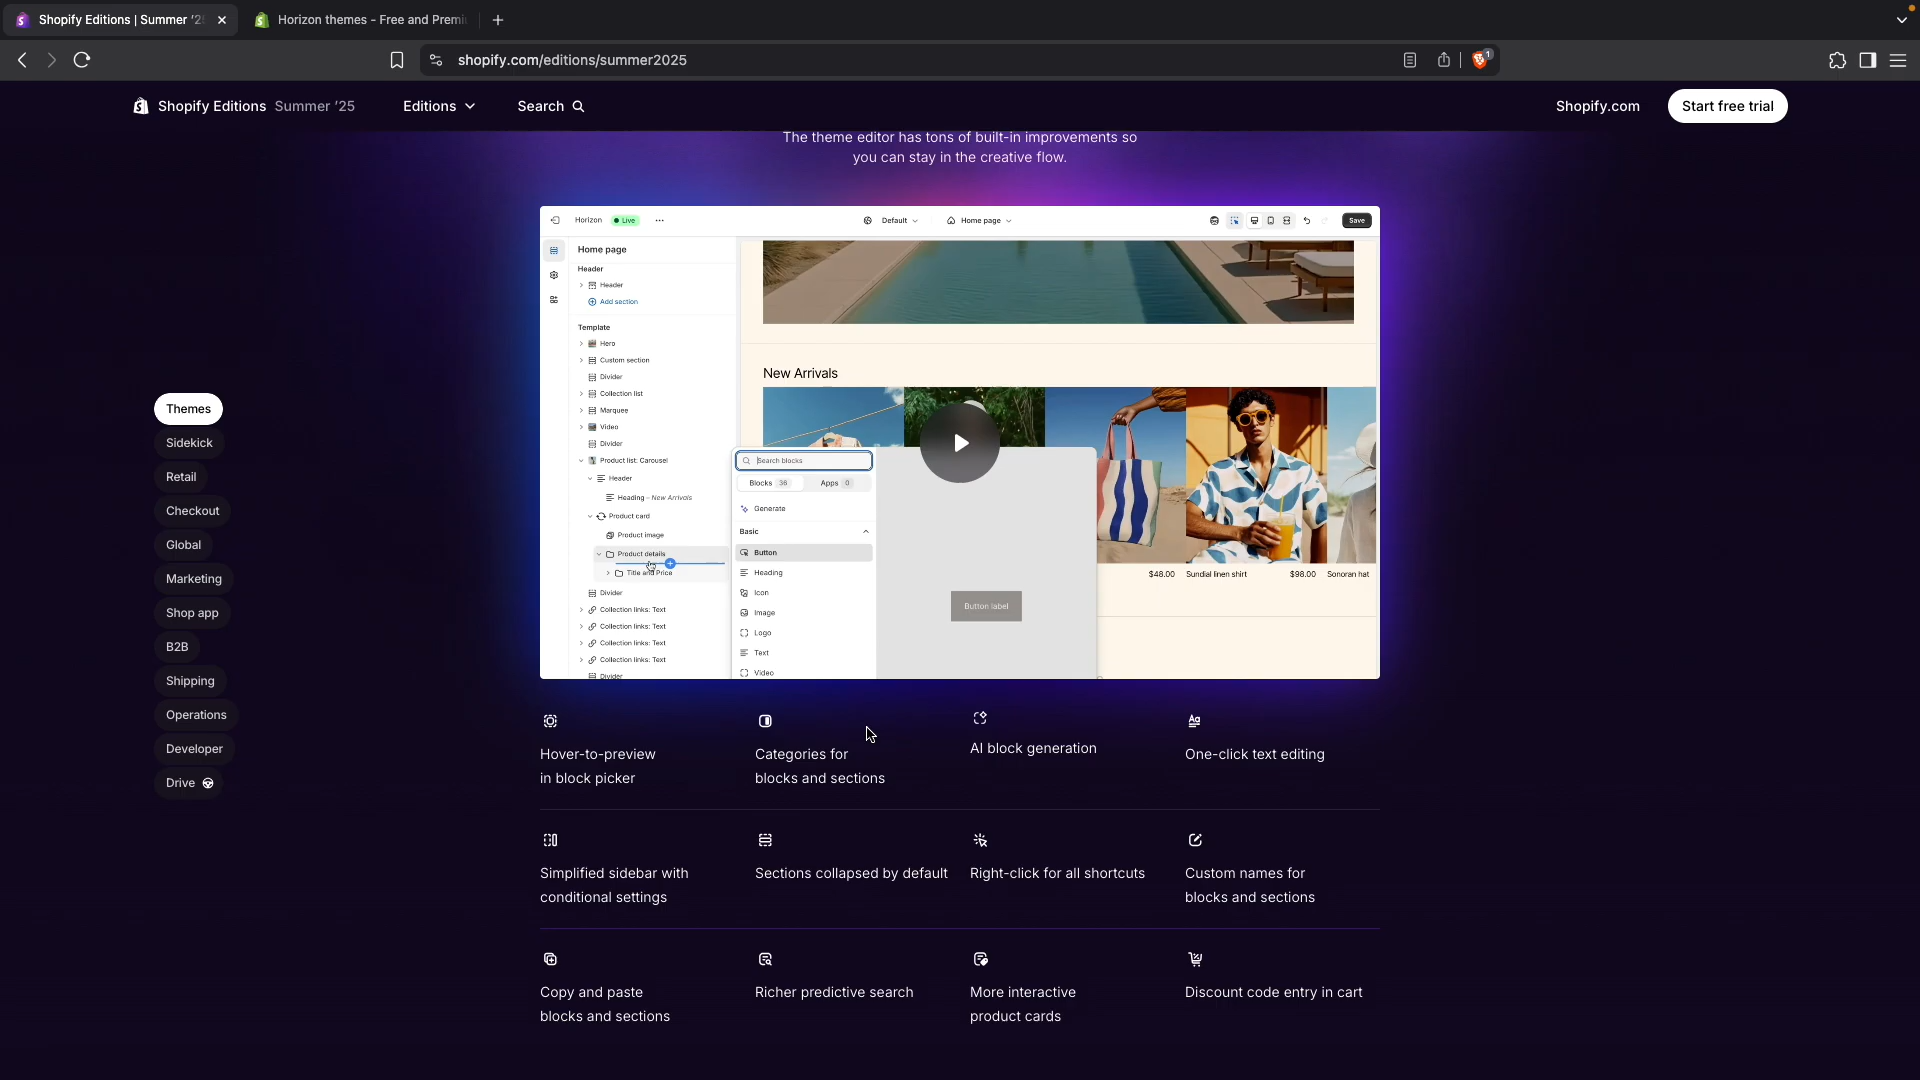 Shopify Editions | Summer '25
Horizon themes - Free and Premi
shopify.com/editions/summer2025
1
Shopify Editions Summer '25
Editions
Search
Shopify.com
Start free trial
The theme editor has tons of built-in improvements so
you can stay in the creative flow.
Horizon
Live
Default
Home page
Save
Home page
Header
Header
Add section
Template
Hero
Custom section
Divider
Collection list
Marquee
Video
Divider
Product list: Carousel
Header
Heading – New Arrivals
Product card
Product image
Product details
Title and Price
Divider
Collection links: Text
Collection links: Text
Collection links: Text
Collection links: Text
Divider
New Arrivals
Search blocks
Blocks 36
Apps 0
Generate
Basic
Button
Heading
Icon
Image
Logo
Text
Video
Button label
$48.00
Sundial linen shirt
$98.00
Sonoran hat
Themes
Sidekick
Retail
Checkout
Global
Marketing
Shop app
B2B
Shipping
Operations
Developer
Drive
Hover-to-preview
in block picker
Categories for
blocks and sections
AI block generation
One-click text editing
Simplified sidebar with
conditional settings
Sections collapsed by default
Right-click for all shortcuts
Custom names for
blocks and sections
Copy and paste
blocks and sections
Richer predictive search
More interactive
product cards
Discount code entry in cart